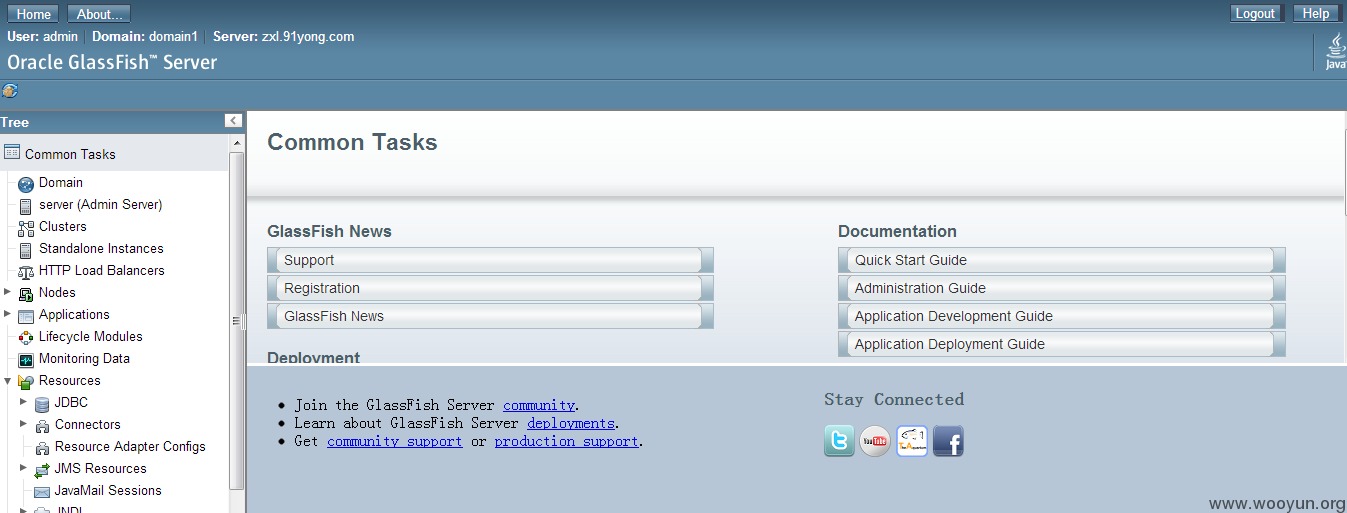 Home About... Logout Help
User: admin Domain: domain1 Server: zxl.91yong.com
Oracle GlassFish™ Server
Java
Tree
Common Tasks
Domain
server (Admin Server)
Clusters
Standalone Instances
HTTP Load Balancers
Nodes
Applications
Lifecycle Modules
Monitoring Data
Resources
JDBC
Connectors
Resource Adapter Configs
JMS Resources
JavaMail Sessions
JNDI
Common Tasks
GlassFish News
Support
Registration
GlassFish News
Deployment
Documentation
Quick Start Guide
Administration Guide
Application Development Guide
Application Deployment Guide
• Join the GlassFish Server community.
• Learn about GlassFish Server deployments.
• Get community support or production support.
Stay Connected
YouTube
www.wooyun.org